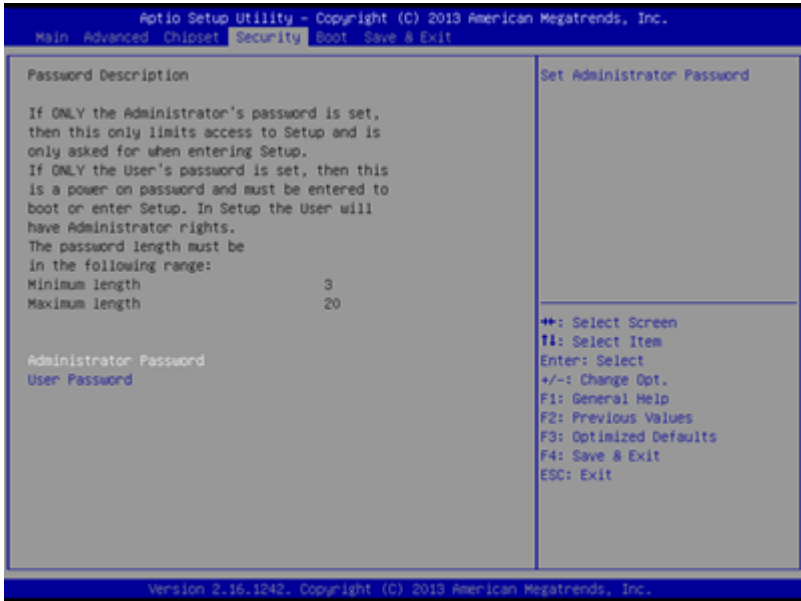 Aptio Setup Utility – Copyright (C) 2013 American Megatrends, Inc.
Main Advanced Chipset Security Boot Save & Exit
Password Description
If ONLY the Administrator's password is set,
then this only limits access to Setup and is
only asked for when entering Setup.
If ONLY the User's password is set, then this
is a power on password and must be entered to
boot or enter Setup. In Setup the User will
have Administrator rights.
The password length must be
in the following range:
Minimum length 3
Maximum length 20
Administrator Password
User Password
Set Administrator Password
→←: Select Screen
↑↓: Select Item
Enter: Select
+/-: Change Opt.
F1: General Help
F2: Previous Values
F3: Optimized Defaults
F4: Save & Exit
ESC: Exit
Version 2.16.1242. Copyright (C) 2013 American Megatrends, Inc.